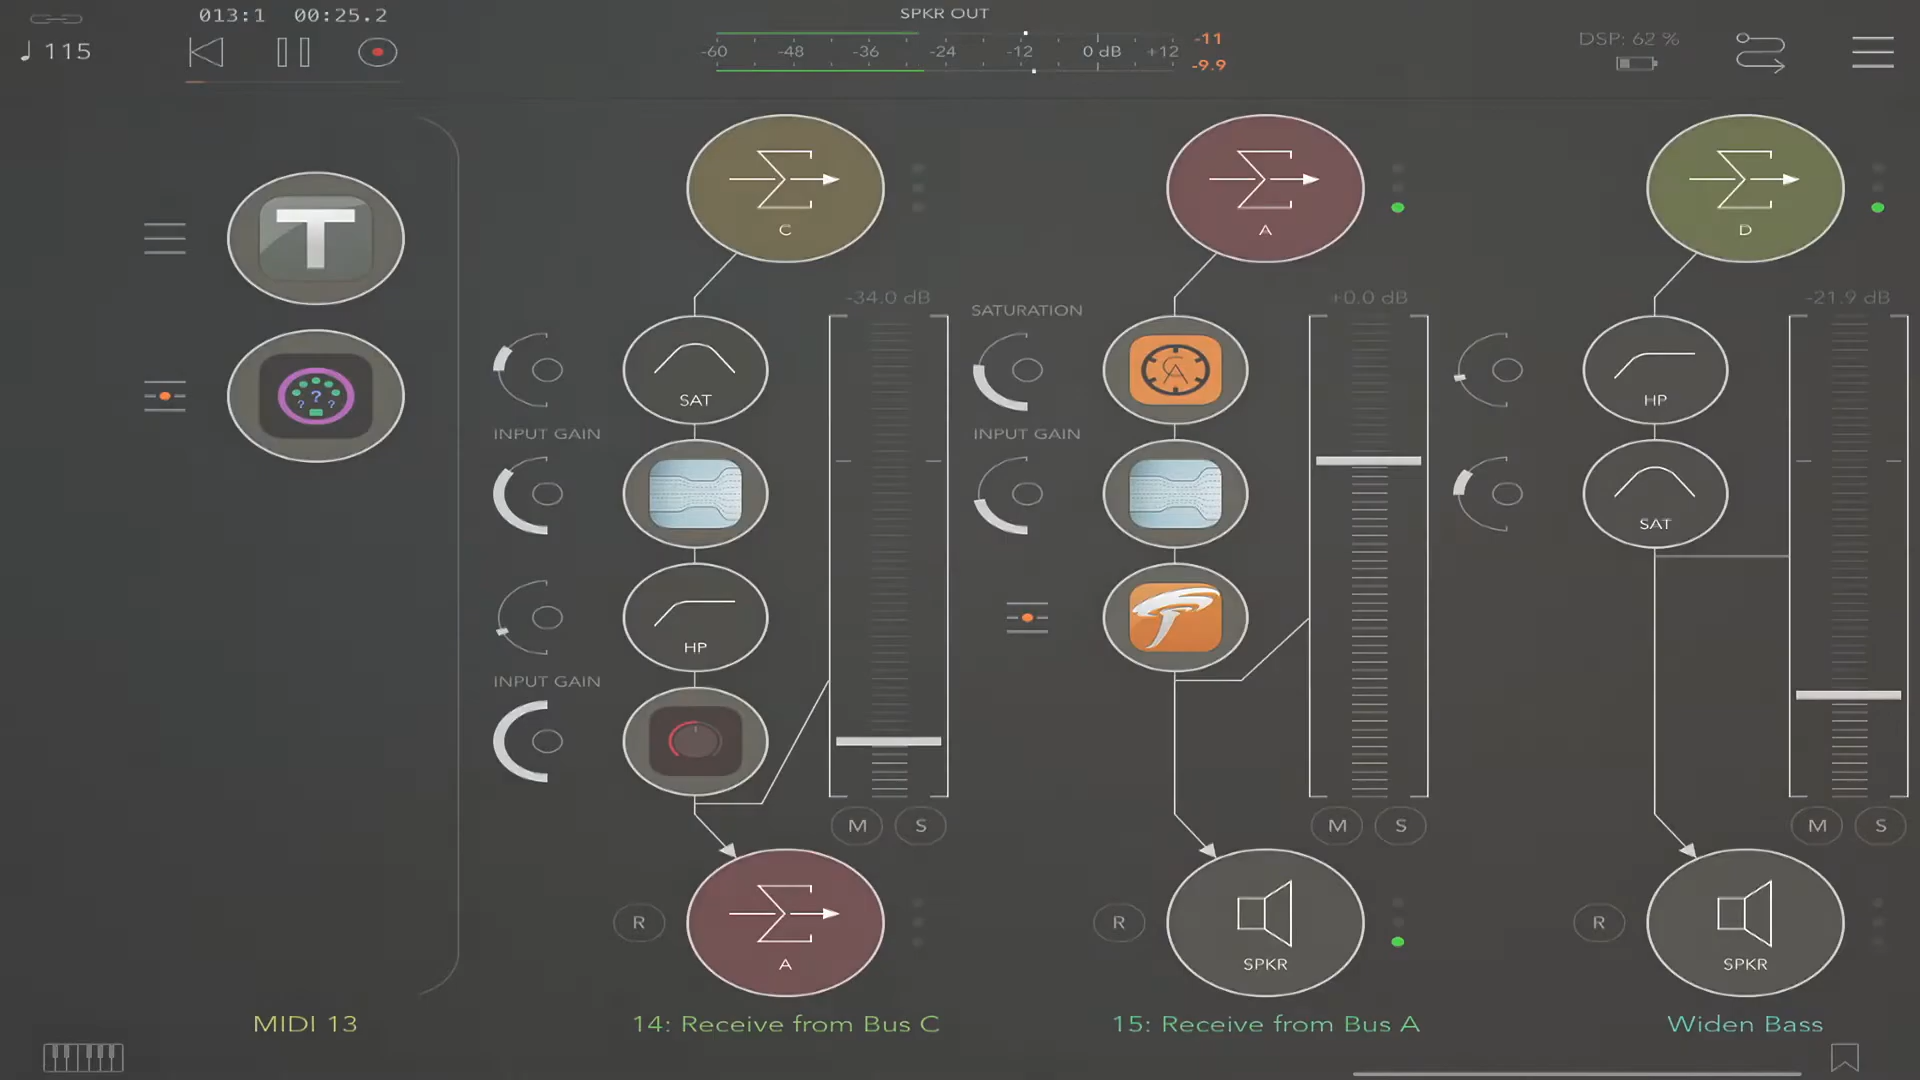 013:1 00:25.2
♩ 115
SPKR OUT
-60 -48 -36 -24 -12 0 dB +12
-11
-9.9
DSP: 62 %
T
? ? ?
MIDI 13
C
-34.0 dB
SAT
INPUT GAIN
HP
INPUT GAIN
M S
R
A
14: Receive from Bus C
A
SATURATION
+0.0 dB
CA
INPUT GAIN
T
M S
R
SPKR
15: Receive from Bus A
D
-21.9 dB
HP
SAT
M S
R
SPKR
Widen Bass